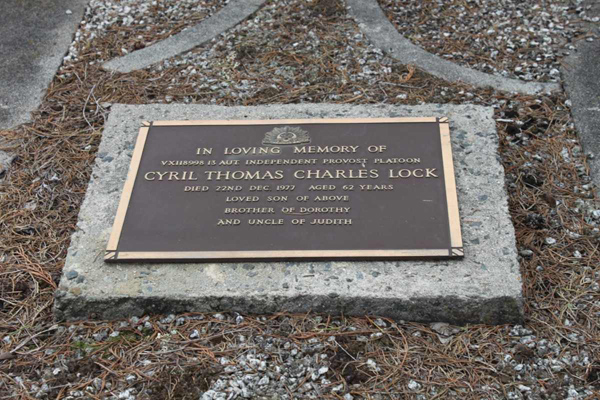 IN LOVING MEMORY OF
VX118998 13 AUT INDEPENDENT PROVOST PLATOON
CYRIL THOMAS CHARLES LOCK
DIED 22ND DEC. 1977 AGED 62 YEARS
LOVED SON OF ABOVE
BROTHER OF DOROTHY
AND UNCLE OF JUDITH